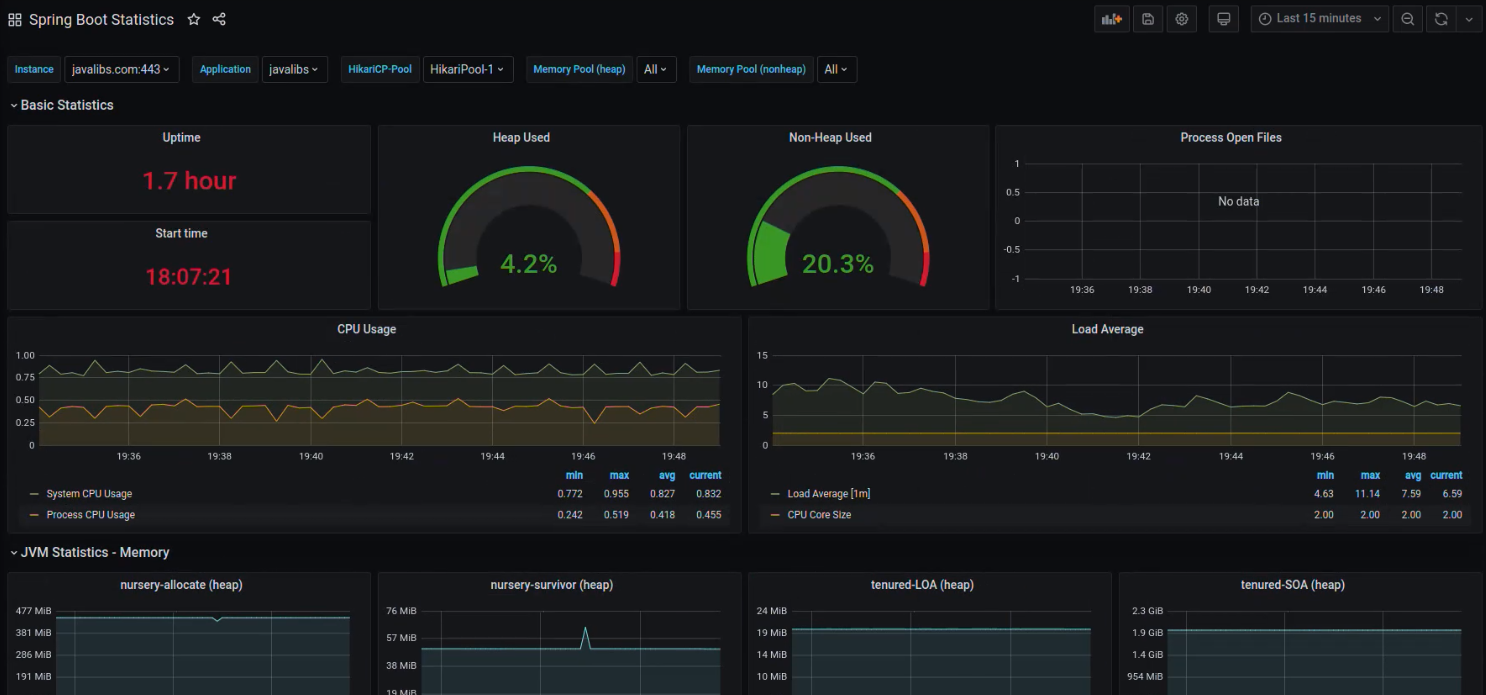 Spring Boot Statistics
Last 15 minutes
Instance javalibs.com:443 Application javalibs HikariCP-Pool HikariPool-1 Memory Pool (heap) All Memory Pool (nonheap) All
Basic Statistics
Uptime
1.7 hour
Start time
18:07:21
Heap Used
4.2%
Non-Heap Used
20.3%
Process Open Files
1
0.5
0
-0.5
-1
No data
19:36 19:38 19:40 19:42 19:44 19:46 19:48
CPU Usage
1.00
0.75
0.50
0.25
0
19:36 19:38 19:40 19:42 19:44 19:46 19:48
min max avg current
System CPU Usage 0.772 0.955 0.827 0.832
Process CPU Usage 0.242 0.519 0.418 0.455
Load Average
15
10
5
0
19:36 19:38 19:40 19:42 19:44 19:46 19:48
min max avg current
Load Average [1m] 4.63 11.14 7.59 6.59
CPU Core Size 2.00 2.00 2.00 2.00
JVM Statistics - Memory
nursery-allocate (heap)
477 MiB
381 MiB
286 MiB
191 MiB
nursery-survivor (heap)
76 MiB
57 MiB
38 MiB
19 MiB
tenured-LOA (heap)
24 MiB
19 MiB
14 MiB
10 MiB
tenured-SOA (heap)
2.3 GiB
1.9 GiB
1.4 GiB
954 MiB